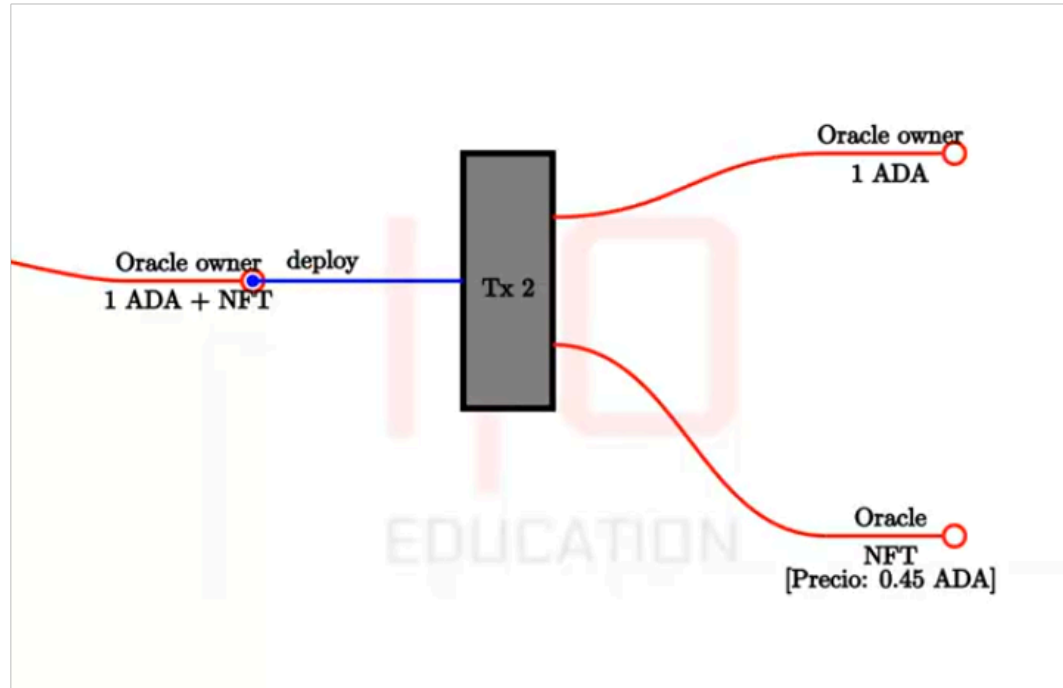 Oracle owner
1 ADA
Oracle owner
deploy
1 ADA + NFT
Tx 2
Oracle
NFT
[Precio: 0.45 ADA]
EDUCATION